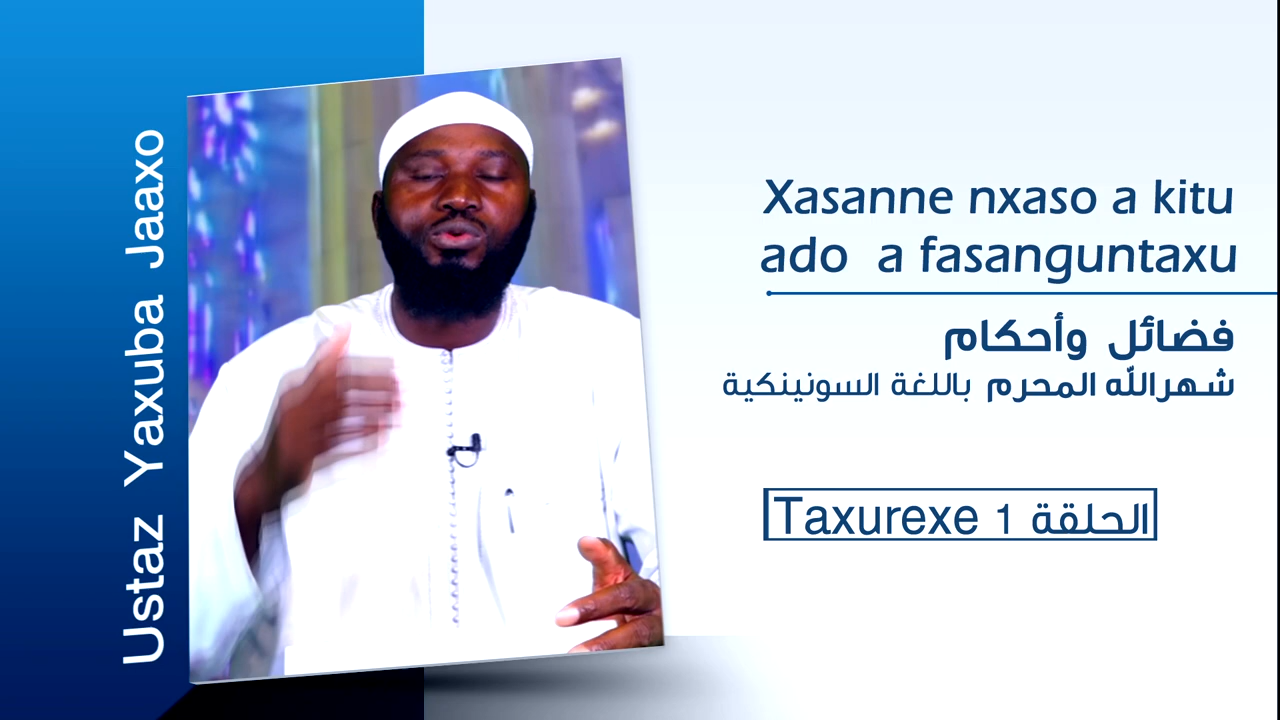 Ustaz Yaxuba Jaaxo
Xasanne nxaso a kitu
ado a fasanguntaxu
فضائل وأحكام
شهرالله المحرم باللغة السونينكية
Taxurexe 1 الحلقة